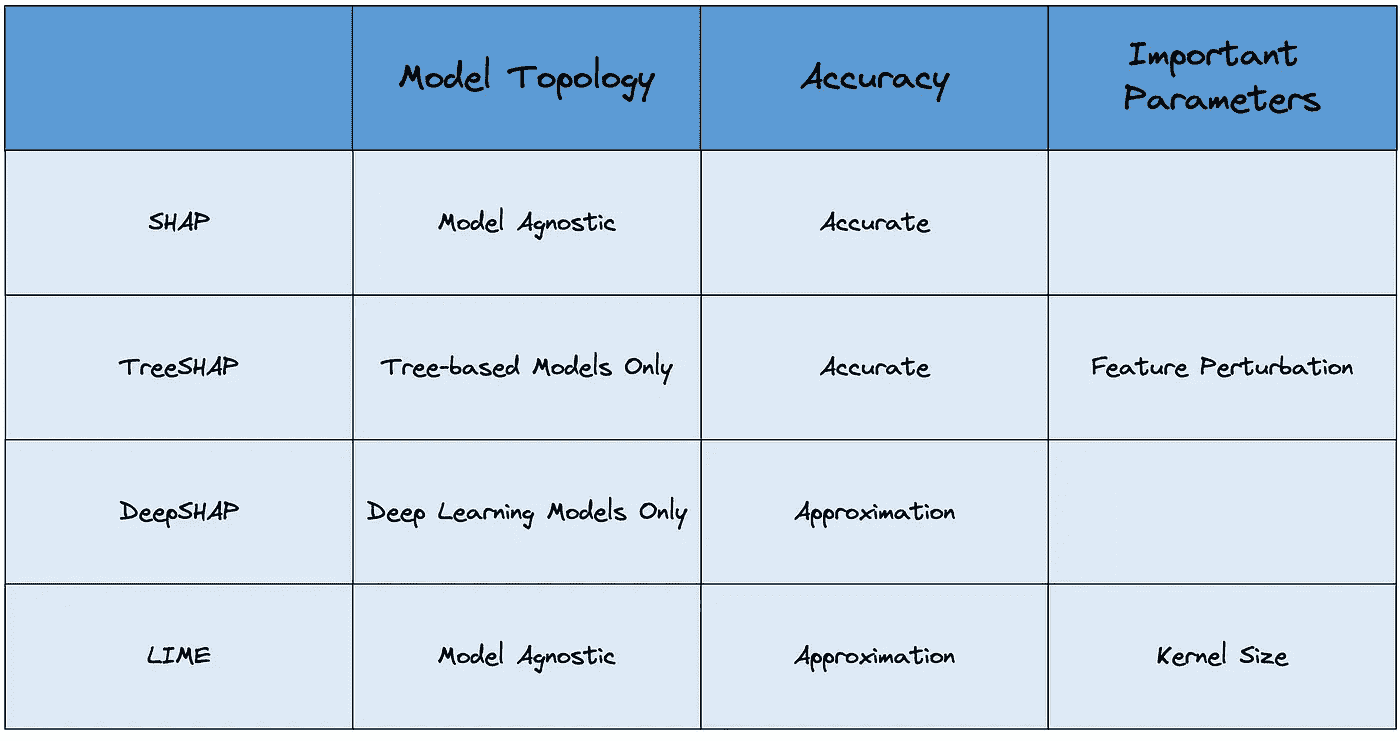 Model Topology
Accuracy
Important
Parameters
SHAP
Model Agnostic
Accurate
TreeSHAP
Tree-based Models Only
Accurate
Feature Perturbation
DeepSHAP
Deep Learning Models Only
Approximation
LIME
Model Agnostic
Approximation
Kernel Size